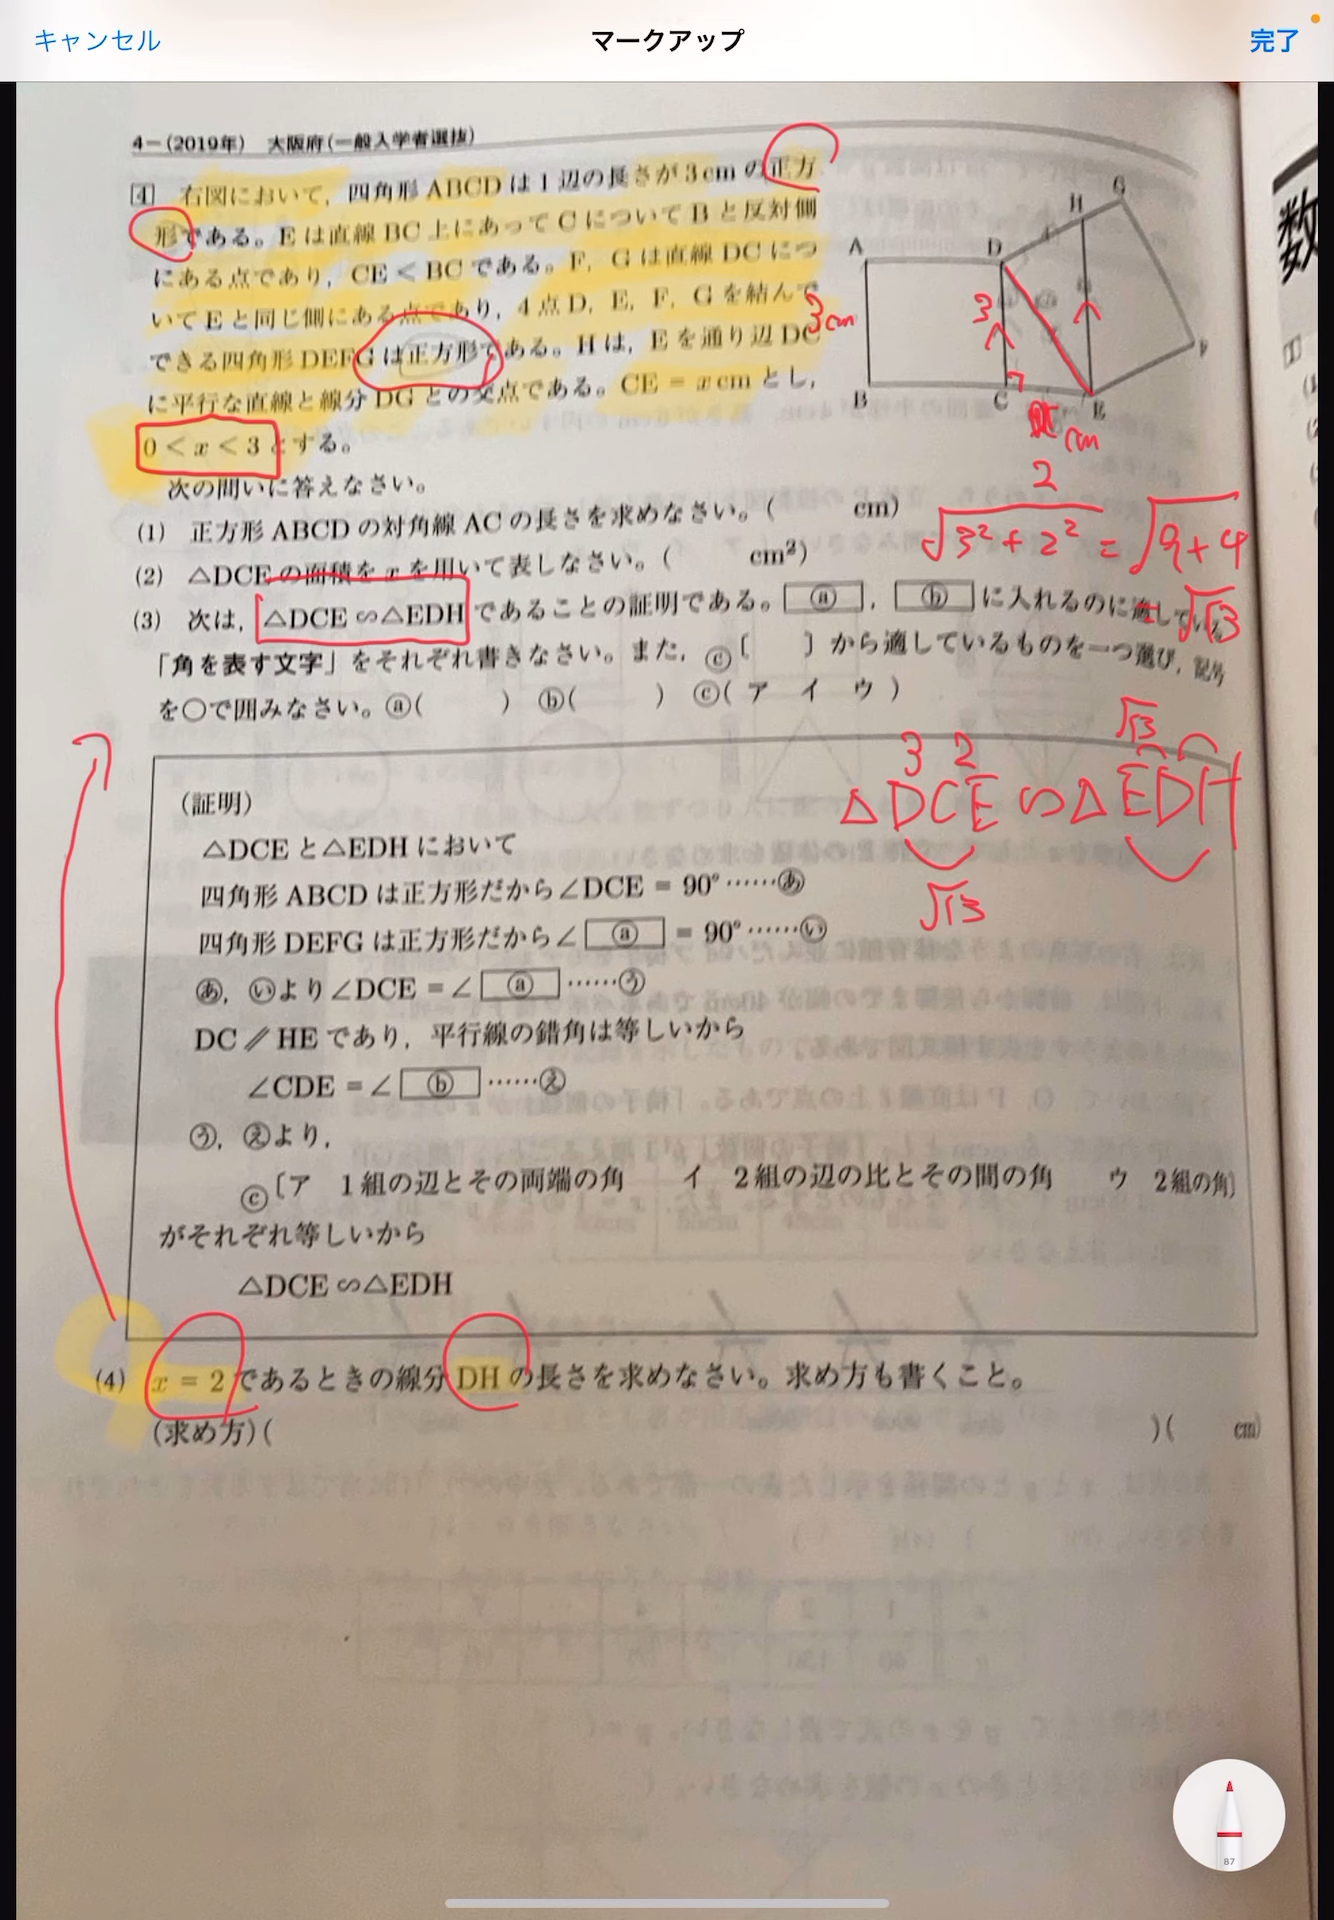 キャンセル
マークアップ
完了
4−(2019年) 大阪府(一般入学者選抜)
4 右図において，四角形ABCDは1辺の長さが3cmの正方
形である。Eは直線BC上にあってCについてBと反対側
にある点であり，CE＜BCである。F，Gは直線DCにつ
いてEと同じ側にある点であり，4点D，E，F，Gを結んで
できる四角形DEFGは正方形である。Hは，Eを通り辺DC
に平行な直線と線分DGとの交点である。CE = x cmとし，
0 < x < 3とする。
次の問いに答えなさい。
A
B
C
D
E
F
G
H
3cm
3
cm
2
(1) 正方形ABCDの対角線ACの長さを求めなさい。( cm)
√3²+2² = √9+4
(2) △DCEの面積をxを用いて表しなさい。( cm²)
(3) 次は，△DCE∽△EDHであることの証明である。ⓐ，ⓑに入れるのに適している
√13
「角を表す文字」をそれぞれ書きなさい。また，ⓒ〔 〕から適しているものを一つ選び，記号
を○で囲みなさい。ⓐ( ) ⓑ( ) ⓒ( ア イ ウ )
√13
3 2
△DCE∽△EDH
√13
(証明)
△DCEと△EDHにおいて
四角形ABCDは正方形だから∠DCE = 90°……あ
四角形DEFGは正方形だから∠ⓐ = 90°……い
あ，いより∠DCE = ∠ⓐ……う
DC∥HEであり，平行線の錯角は等しいから
∠CDE = ∠ⓑ……え
う，えより，
ⓒ〔ア 1組の辺とその両端の角 イ 2組の辺の比とその間の角 ウ 2組の角〕
がそれぞれ等しいから
△DCE∽△EDH
(4) x = 2であるときの線分DHの長さを求めなさい。求め方も書くこと。
(求め方)( )( cm)
数
87